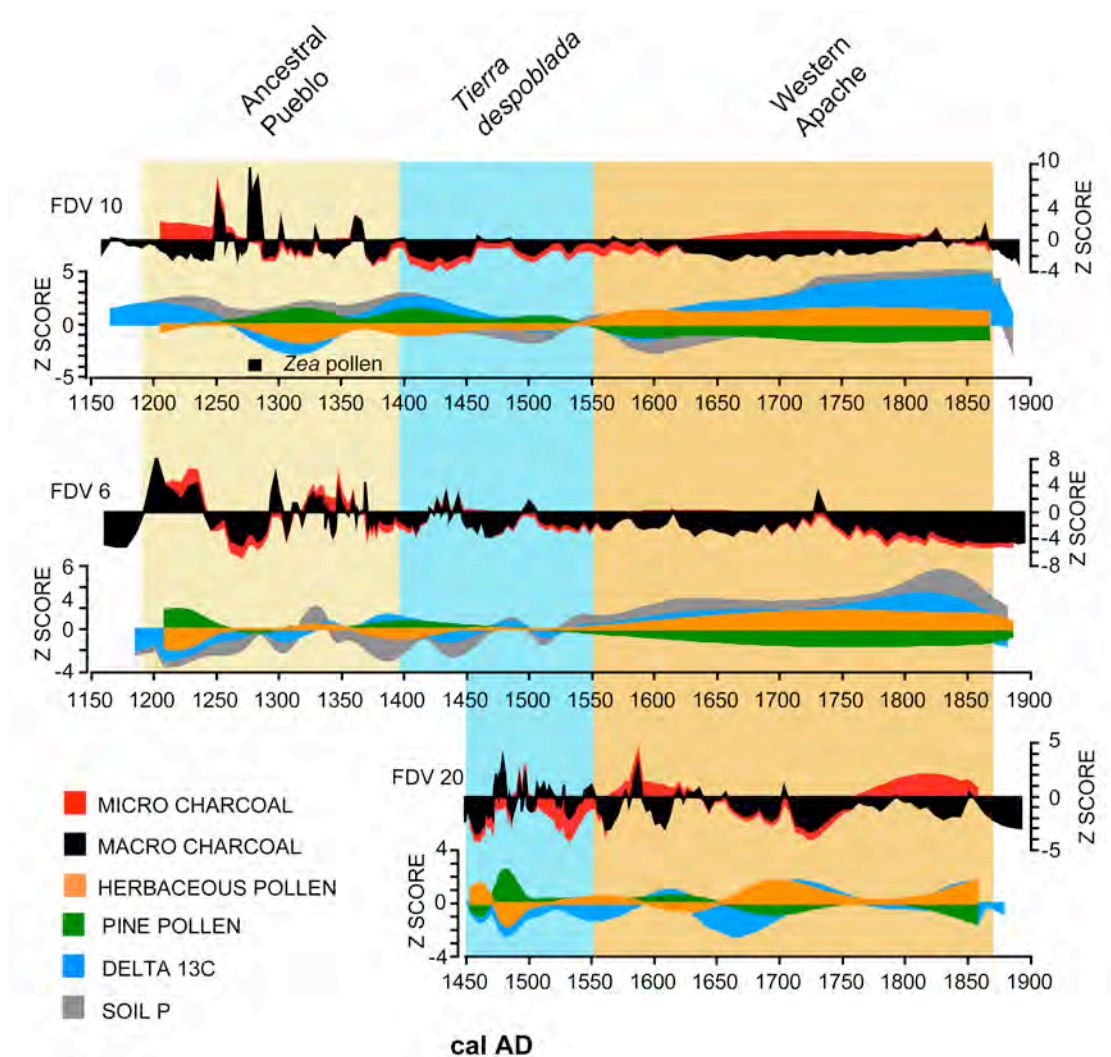 Ancestral
Pueblo
Tierra
despoblada
Western
Apache
FDV 10
10
4
0
-4
Z SCORE
5
0
-5
Z SCORE
Zea pollen
1150 1200 1250 1300 1350 1400 1450 1500 1550 1600 1650 1700 1750 1800 1850 1900
FDV 6
8
4
0
-4
-8
Z SCORE
6
4
0
-4
Z SCORE
1150 1200 1250 1300 1350 1400 1450 1500 1550 1600 1650 1700 1750 1800 1850 1900
FDV 20
5
0
-5
Z SCORE
4
0
-4
Z SCORE
1450 1500 1550 1600 1650 1700 1750 1800 1850 1900
MICRO CHARCOAL
MACRO CHARCOAL
HERBACEOUS POLLEN
PINE POLLEN
DELTA 13C
SOIL P
cal AD